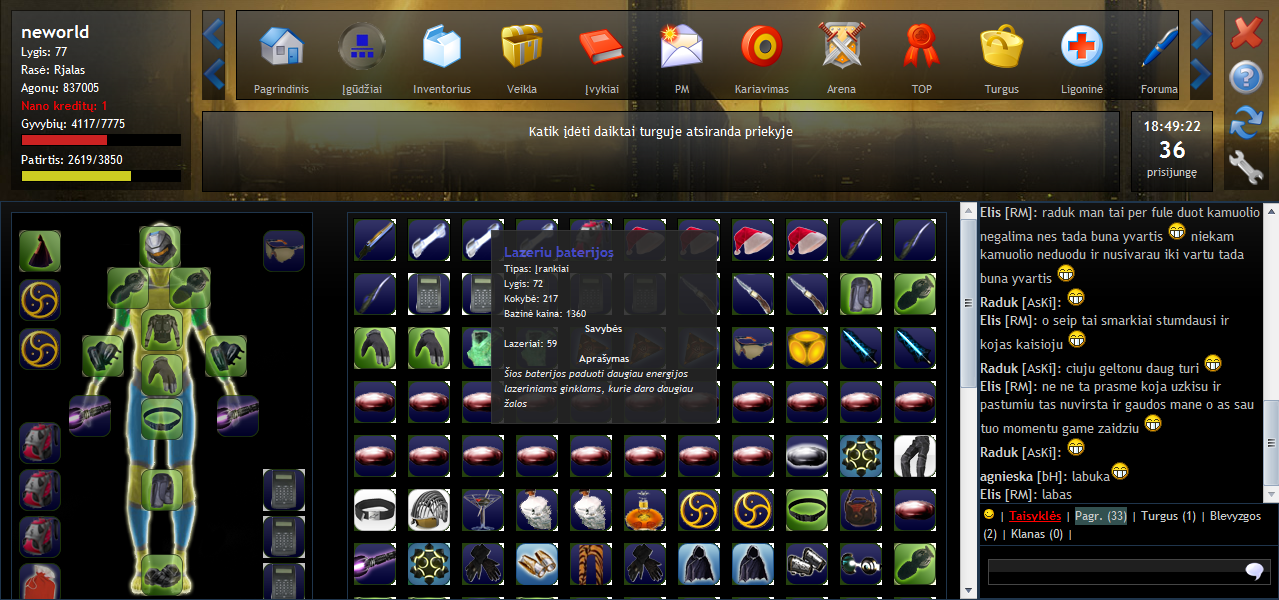 neworld
Lygis: 77
Rasė: Rjalas
Agonų: 837005
Nano kreditų: 1
Gyvybių: 4117/7775
Patirtis: 2619/3850
Pagrindinis
Įgūdžiai
Inventorius
Veikla
Įvykiai
PM
Kariavimas
Arena
TOP
Turgus
Ligoninė
Foruma
Katik įdėti daiktai turguje atsiranda priekyje
18:49:22
36
prisijungę
Lazeriu baterijos
Tipas: Įrankiai
Lygis: 72
Kokybė: 217
Bazinė kaina: 1360
Savybės
Lazeriai: 59
Aprašymas
Šios baterijos paduoti daugiau energijos
lazeriniams ginklams, kurie daro daugiau
žalos
Elis [RM]: raduk man tai per fule duot kamuolio
negalima nes tada buna yvartis niekam
kamuolio neduodu ir nusivarau iki vartu tada
buna yvartis
Raduk [AsKi]:
Elis [RM]: o seip tai smarkiai stumdausi ir
kojas kaisioju
Raduk [AsKi]: ciuju geltonu daug turi
Elis [RM]: ne ne ta prasme koja uzkisu ir
pastumiu tas nuvirsta ir gaudos mane o as sau
tuo momentu game zaidziu
Raduk [AsKi]:
agnieska [bH]: labuka
Elis [RM]: labas
| Taisyklės | Pagr. (33) | Turgus (1) | Blevyzgos
(2) | Klanas (0) |